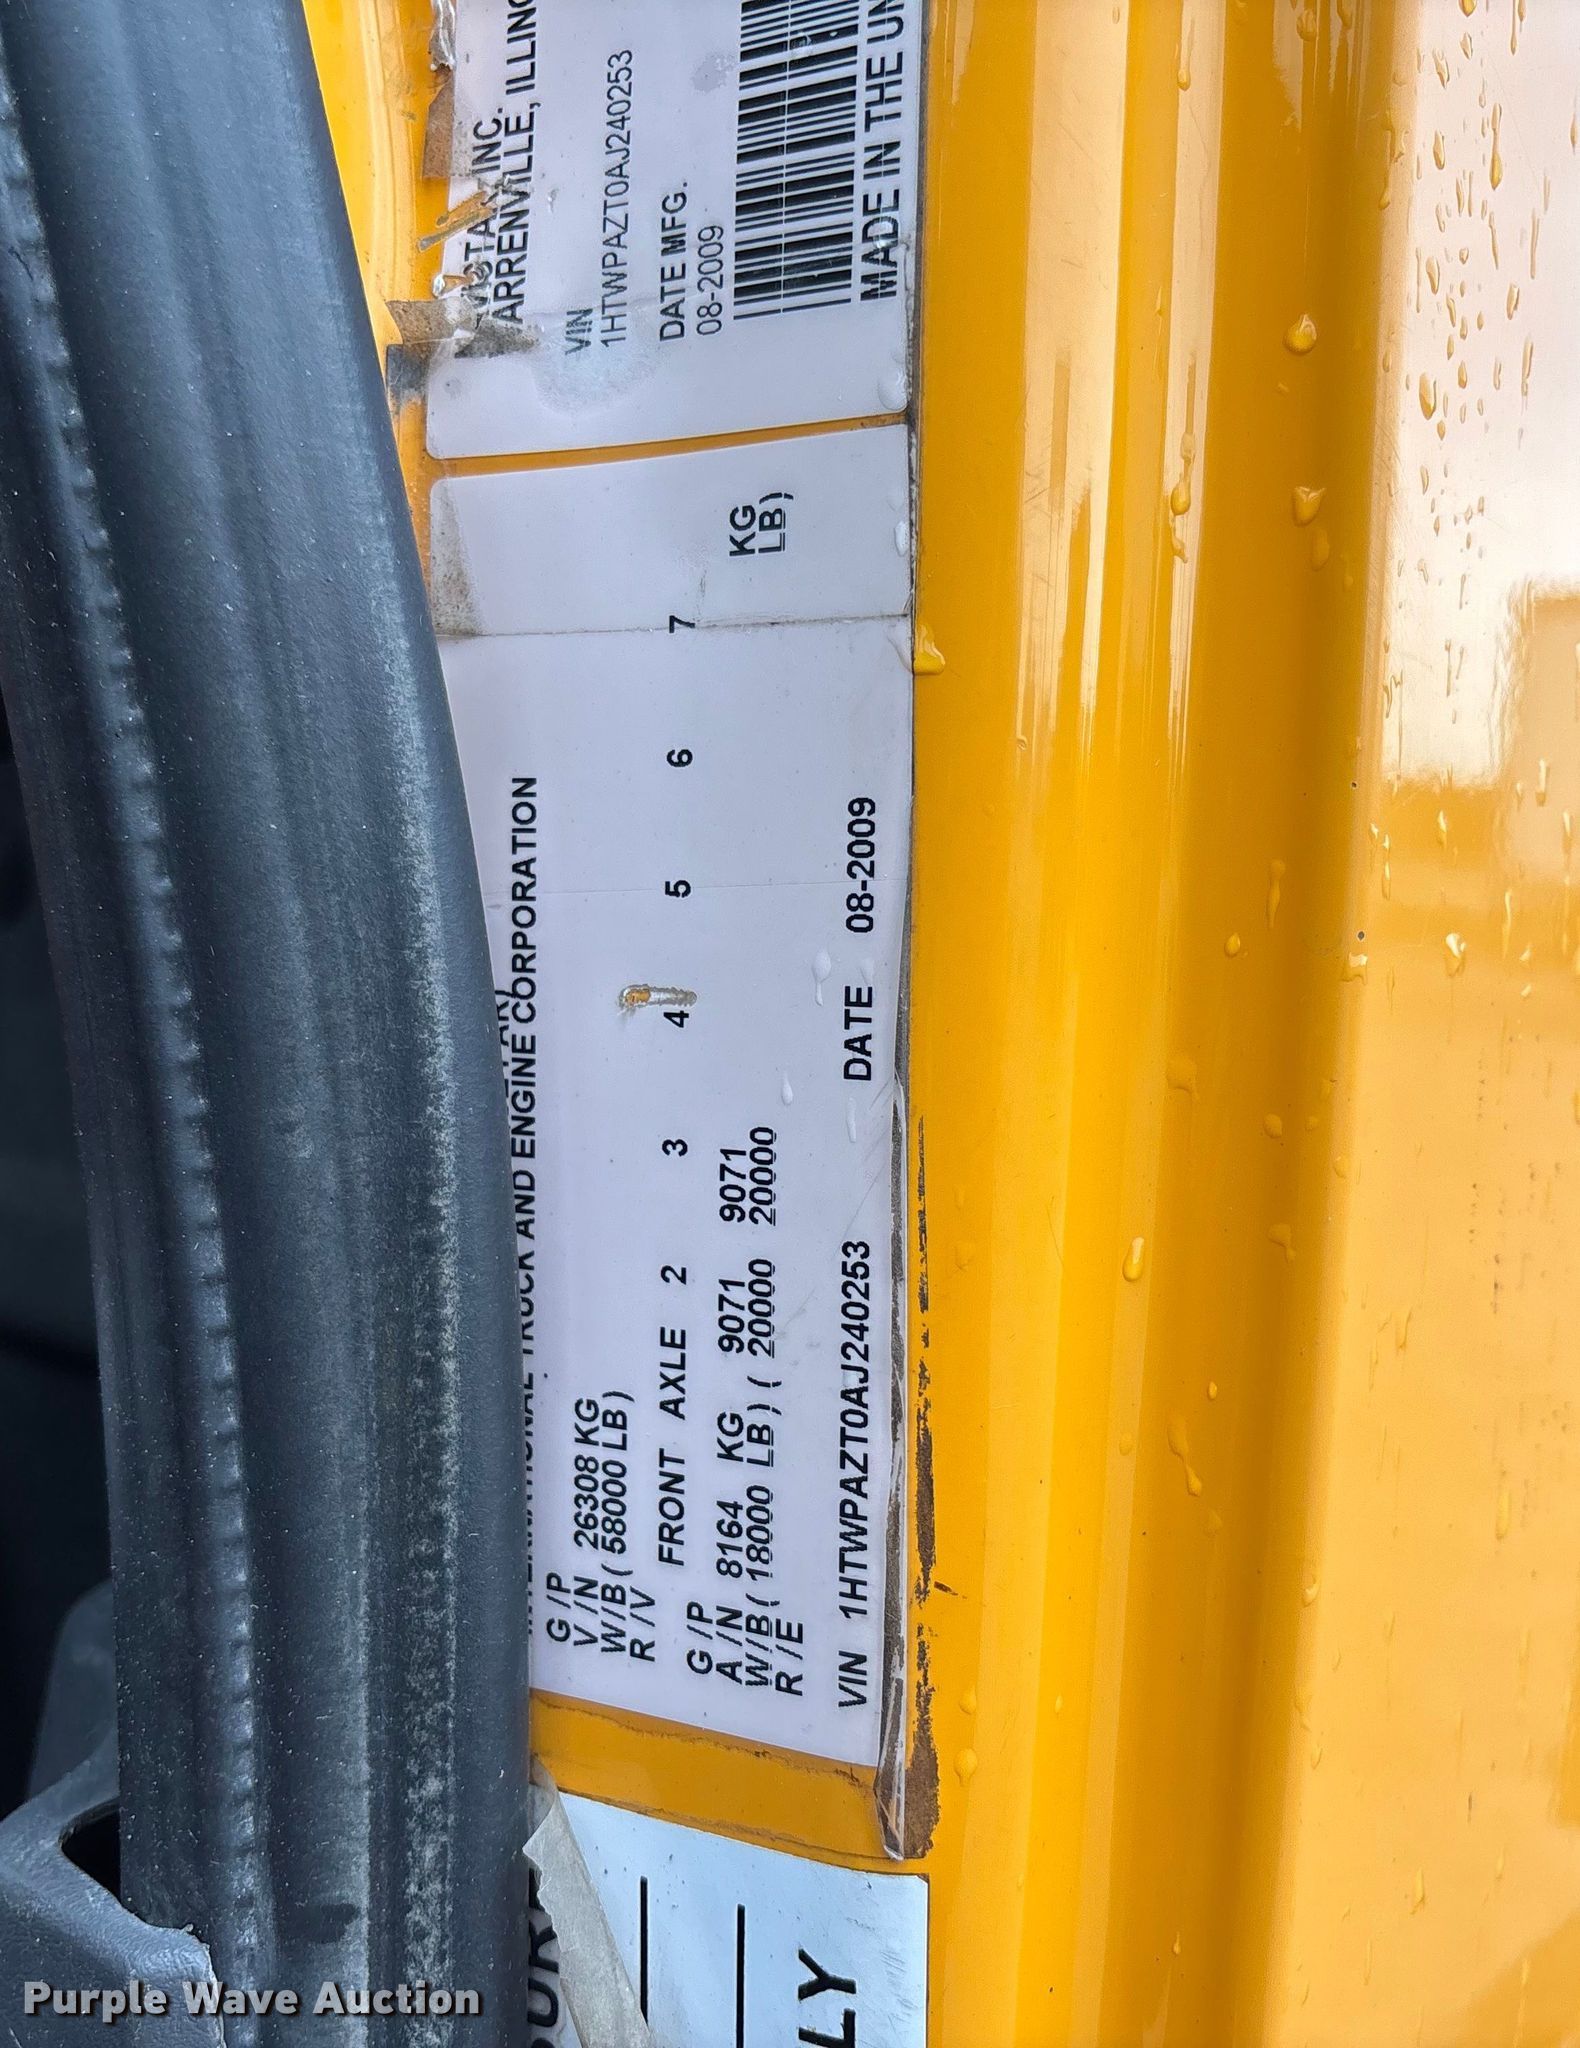 ARRENVILLE, ILLINO
INC.
VIN
1HTWPAZT0AJ240253
DATE MFG.
08-2009
MADE IN THE UN
INTERNATIONAL TRUCK AND ENGINE CORPORATION
G /P
V /N 26308 KG
W/B ( 58000 LB )
R /V
FRONT AXLE 2 3 4 5 6 7
G /P
A /N 8164 KG 9071 9071 KG
W/B ( 18000 LB ) ( 20000 20000 LB )
R /E
VIN 1HTWPAZT0AJ240253 DATE 08-2009
LY
Purple Wave Auction